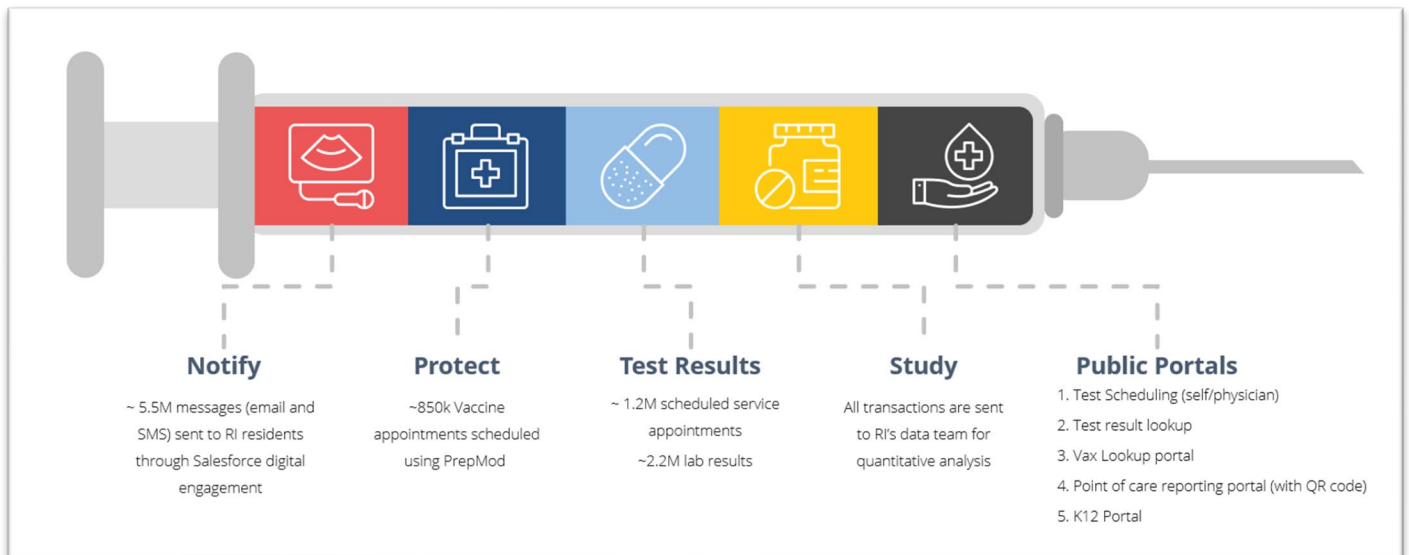 Notify
~ 5.5M messages (email and
SMS) sent to RI residents
through Salesforce digital
engagement
Protect
~850k Vaccine
appointments scheduled
using PrepMod
Test Results
~ 1.2M scheduled service
appointments
~2.2M lab results
Study
All transactions are sent
to RI's data team for
quantitative analysis
Public Portals
1. Test Scheduling (self/physician)
2. Test result lookup
3. Vax Lookup portal
4. Point of care reporting portal (with QR code)
5. K12 Portal